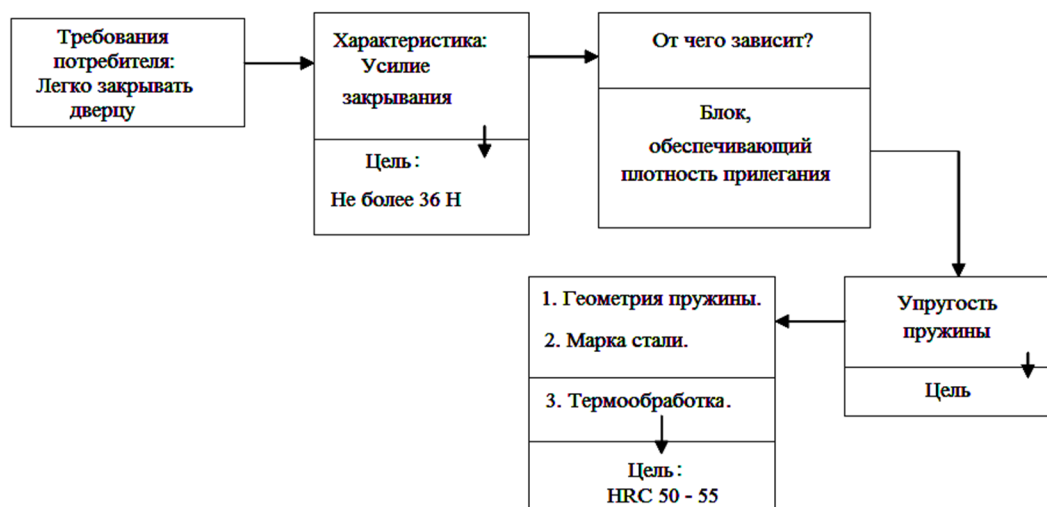 Требования
потребителя:
Легко закрывать
дверцу
Характеристика:
Усилие
закрывания
Цель:
Не более 36 Н
От чего зависит?
Блок,
обеспечивающий
плотность прилегания
Упругость
пружины
Цель
1. Геометрия пружины.
2. Марка стали.
3. Термообработка.
Цель:
HRC 50 - 55